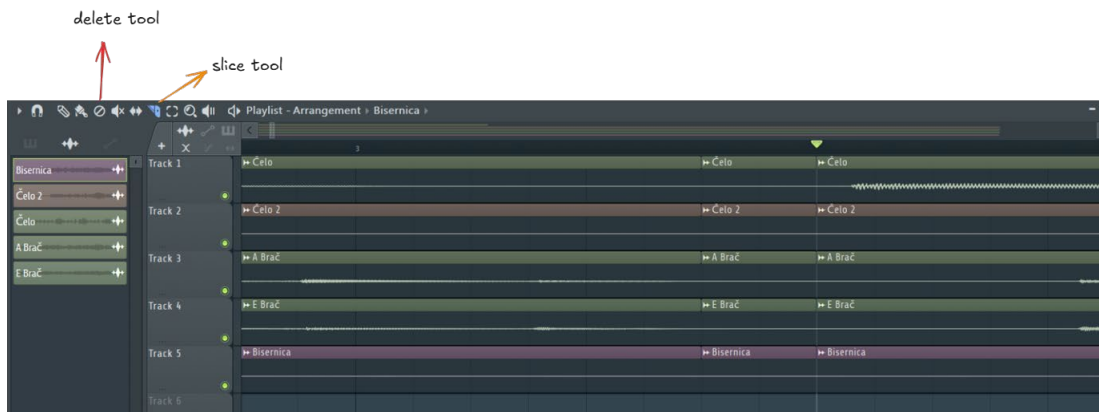 delete tool
slice tool
Playlist - Arrangement › Bisernica ›
3
Bisernica
Čelo 2
Čelo
A Brač
E Brač
Track 1
Čelo Čelo Čelo
Track 2
Čelo 2 Čelo 2 Čelo 2
Track 3
A Brač A Brač A Brač
Track 4
E Brač E Brač E Brač
Track 5
Bisernica Bisernica Bisernica
Track 6